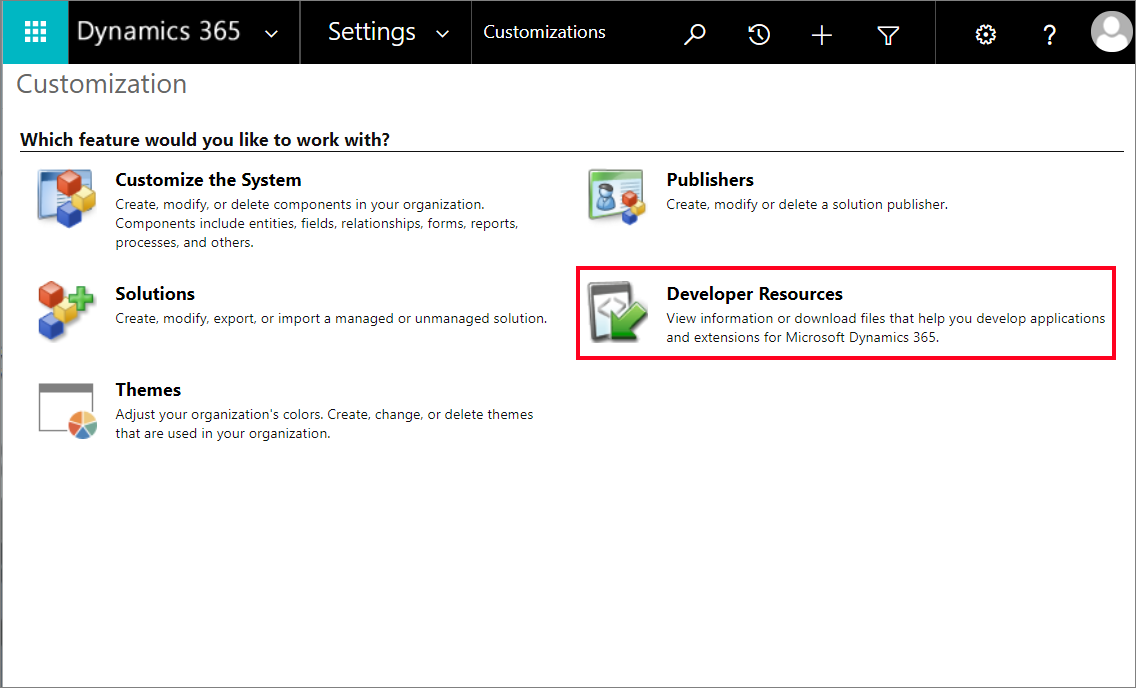 Dynamics 365
Settings
Customizations
?
Customization
Which feature would you like to work with?
Customize the System
Create, modify, or delete components in your organization.
Components include entities, fields, relationships, forms, reports,
processes, and others.
Publishers
Create, modify or delete a solution publisher.
Solutions
Create, modify, export, or import a managed or unmanaged solution.
Developer Resources
View information or download files that help you develop applications
and extensions for Microsoft Dynamics 365.
Themes
Adjust your organization's colors. Create, change, or delete themes
that are used in your organization.